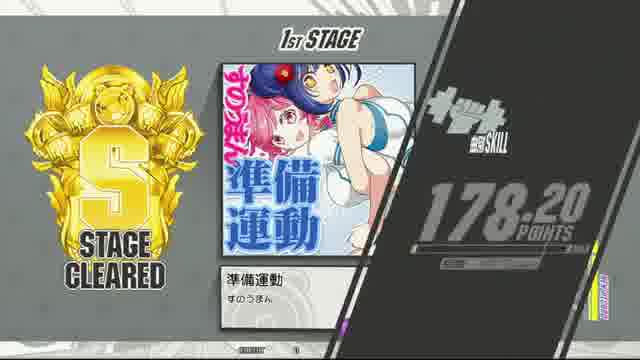 1ST STAGE
S
STAGE
CLEARED
すのうまん
準備
運動
準備運動
すのうまん
SKILL
178.20
POINTS